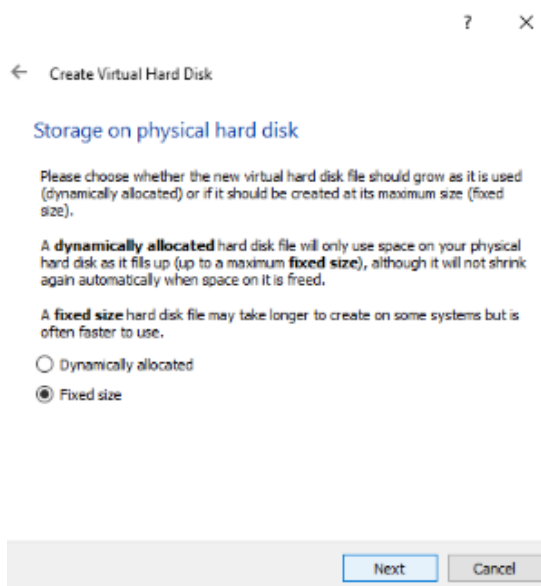 ?
Create Virtual Hard Disk
Storage on physical hard disk
Please choose whether the new virtual hard disk file should grow as it is used
(dynamically allocated) or if it should be created at its maximum size (fixed
size).
A dynamically allocated hard disk file will only use space on your physical
hard disk as it fills up (up to a maximum fixed size), although it will not shrink
again automatically when space on it is freed.
A fixed size hard disk file may take longer to create on some systems but is
often faster to use.
Dynamically allocated
Fixed size
Next Cancel